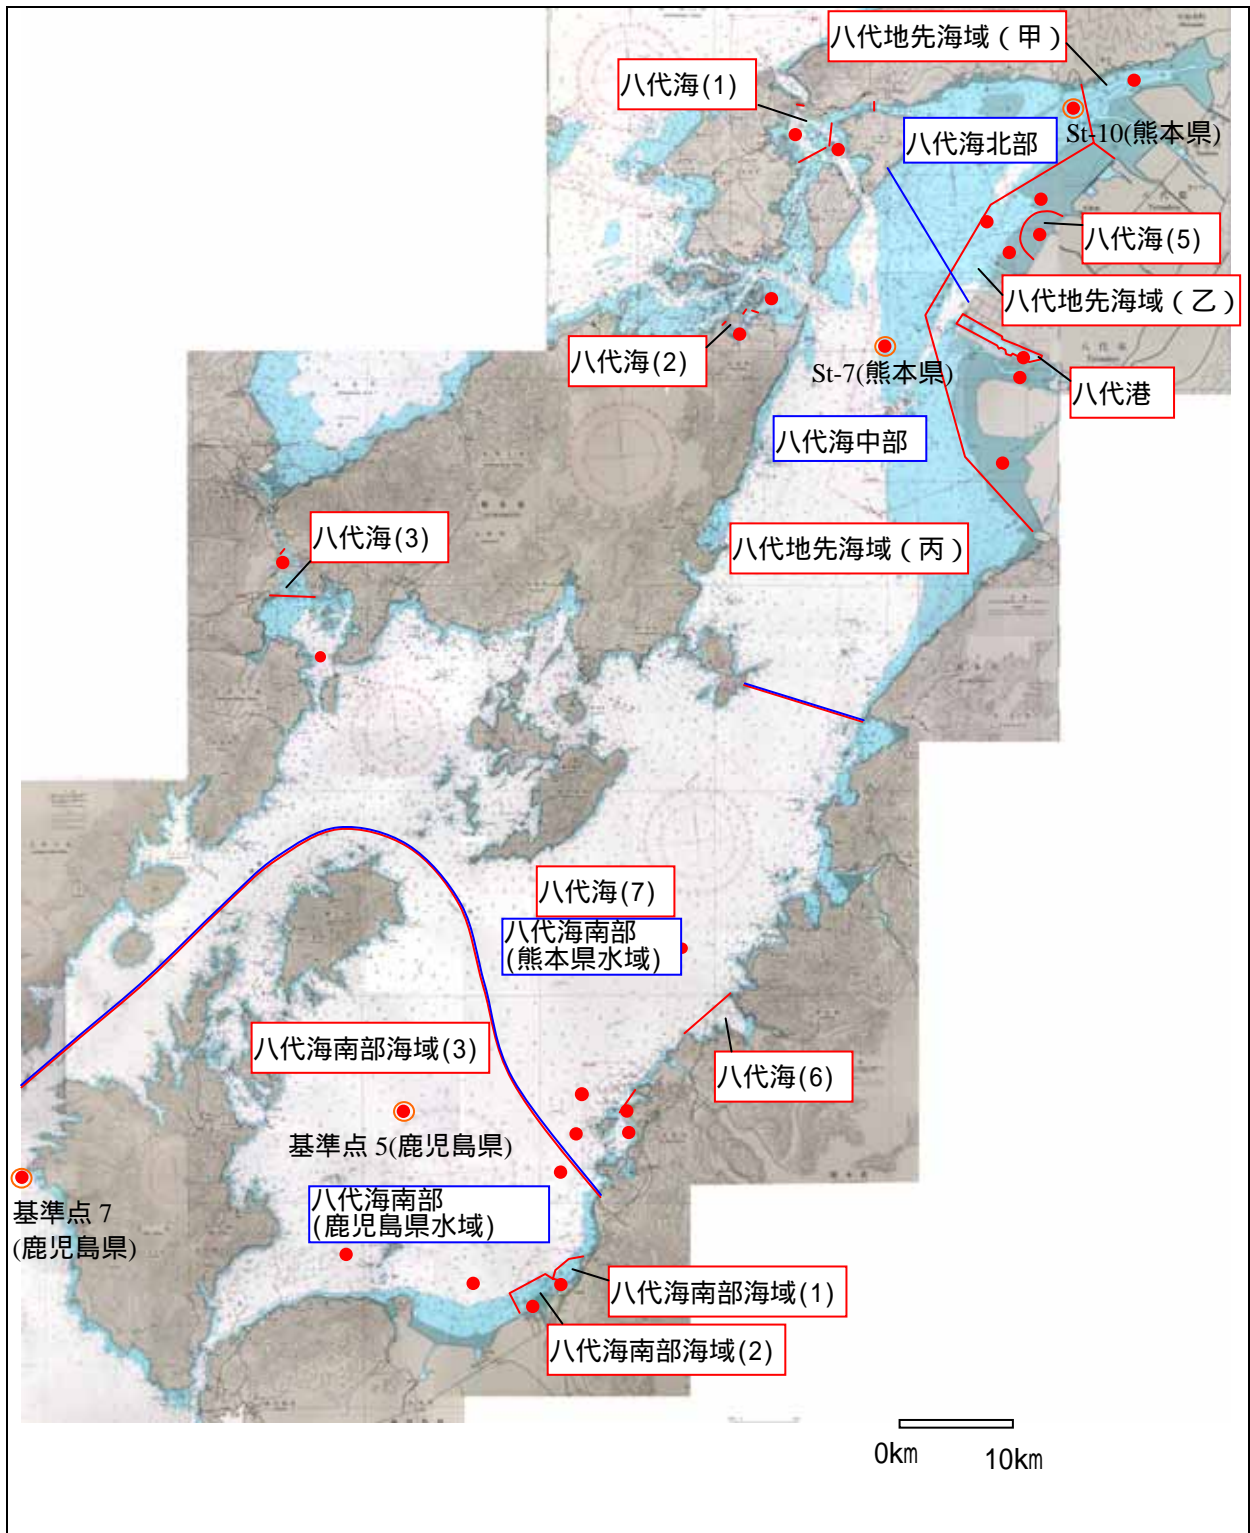 八代地先海域（甲）
八代海(1)
St-10(熊本県)
八代海北部
八代海(5)
八代地先海域（乙）
八代海(2)
St-7(熊本県)
八代港
八代海中部
八代海(3)
八代地先海域（丙）
八代海(7)
八代海南部
(熊本県水域)
八代海南部海域(3)
八代海(6)
基準点 5(鹿児島県)
八代海南部
(鹿児島県水域)
基準点 7
(鹿児島県)
八代海南部海域(1)
八代海南部海域(2)
0km
10km